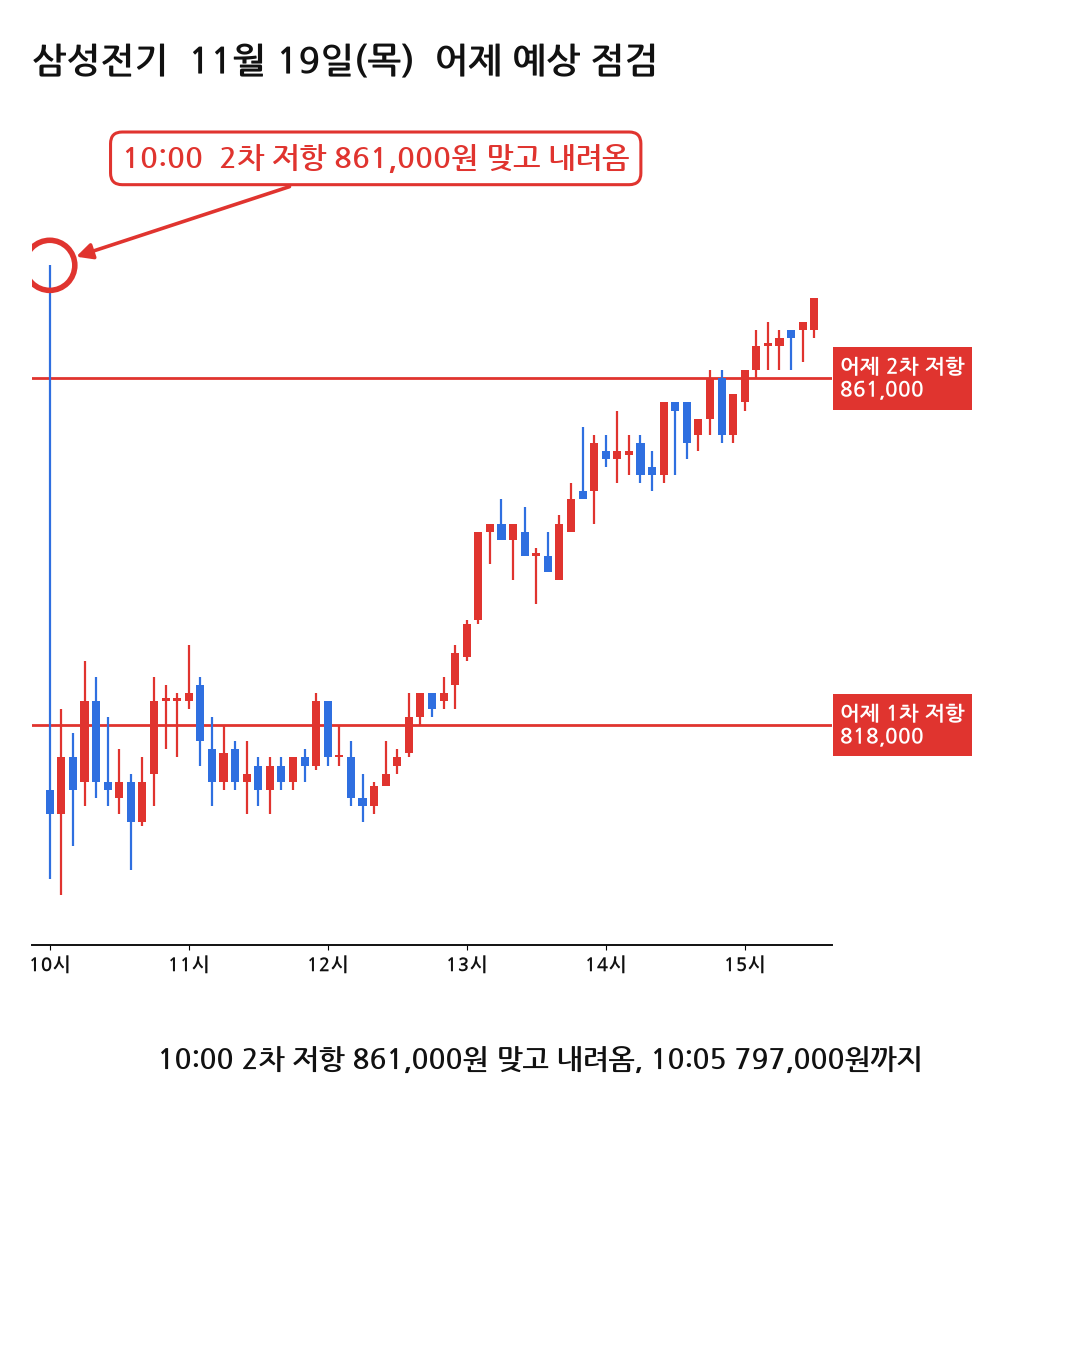 삼성전기  11월 19일(목)  어제 예상 점검
10:00  2차 저항 861,000원 맞고 내려옴
어제 2차 저항
861,000
어제 1차 저항
818,000
10시 11시 12시 13시 14시 15시
10:00 2차 저항 861,000원 맞고 내려옴, 10:05 797,000원까지